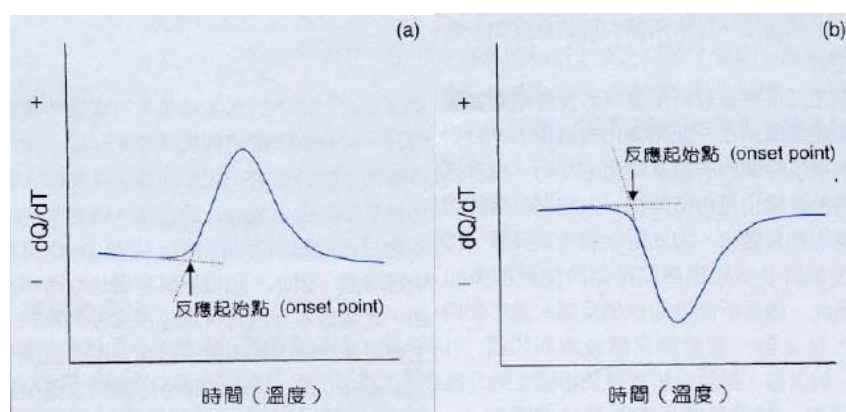 (a)
+
dQ/dT
−
反應起始點 (onset point)
時間（溫度）
(b)
+
dQ/dT
−
反應起始點 (onset point)
時間（溫度）